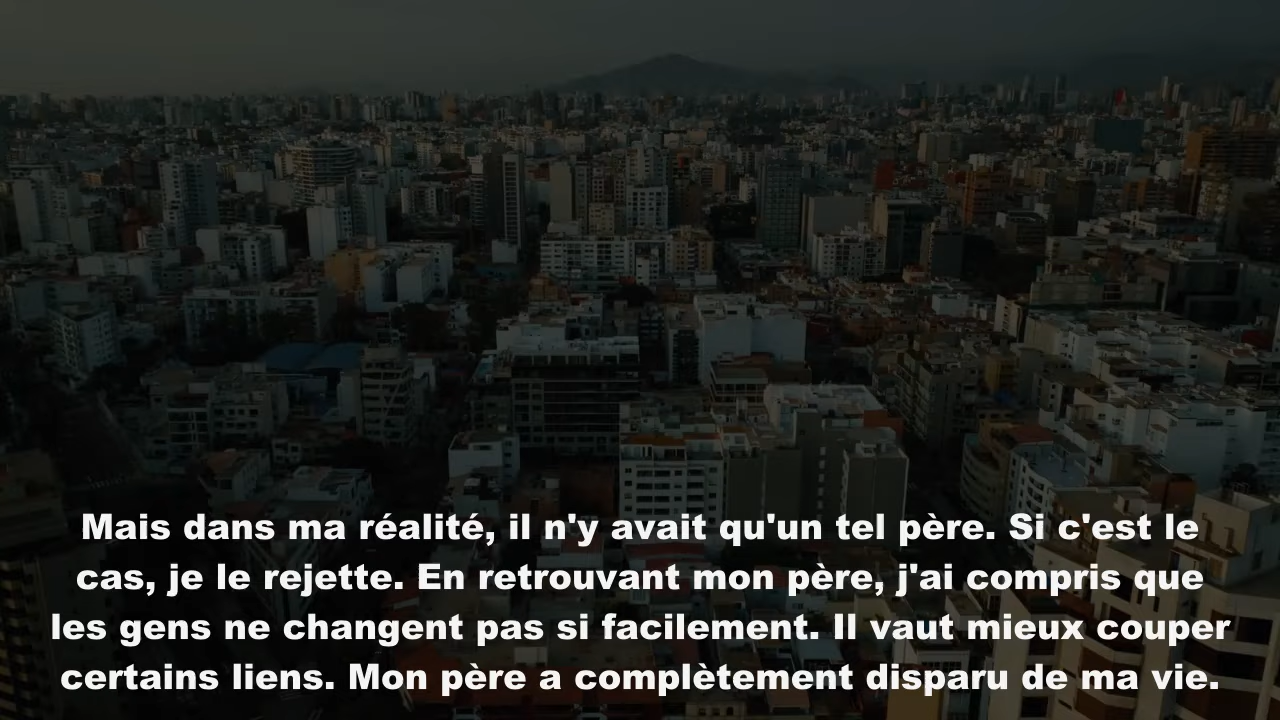 Mais dans ma réalité, il n'y avait qu'un tel père. Si c'est le
cas, je le rejette. En retrouvant mon père, j'ai compris que
les gens ne changent pas si facilement. Il vaut mieux couper
certains liens. Mon père a complètement disparu de ma vie.